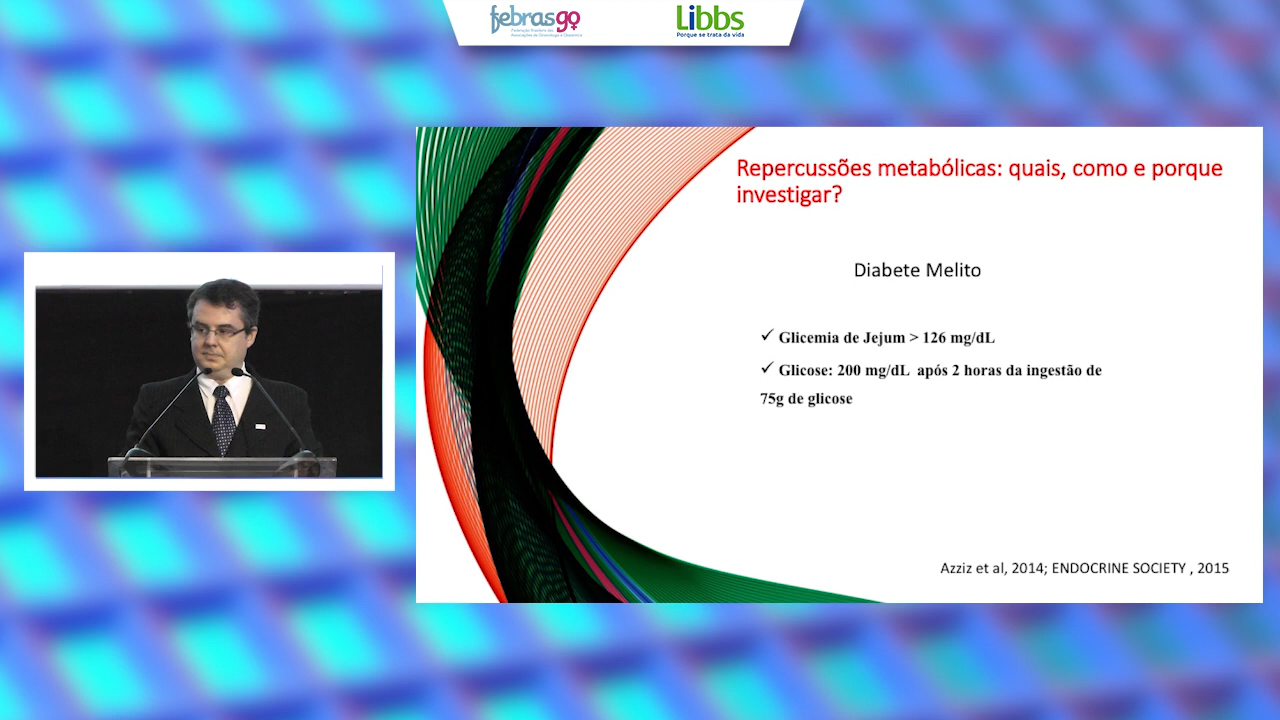 febrasgo
Libbs
Porque se trata da vida
Repercussões metabólicas: quais, como e porque
investigar?
Diabete Melito
✓ Glicemia de Jejum > 126 mg/dL
✓ Glicose: 200 mg/dL após 2 horas da ingestão de
75g de glicose
Azziz et al, 2014; ENDOCRINE SOCIETY , 2015